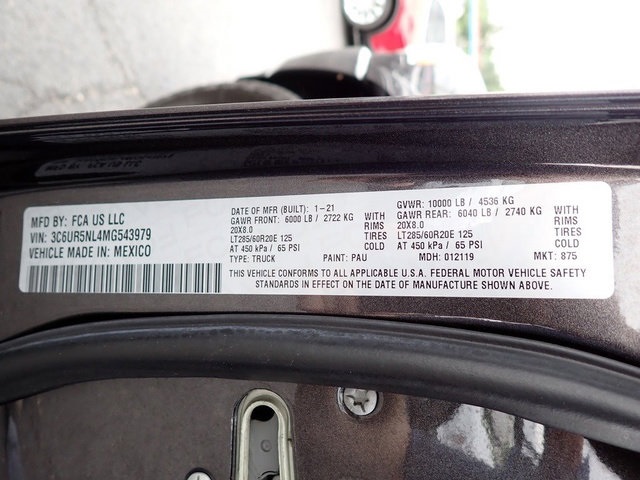 MFD BY: FCA US LLC
VIN: 3C6UR5NL4MG543979
VEHICLE MADE IN: MEXICO
DATE OF MFR (BUILT): 1-21
GAWR FRONT: 6000 LB / 2722 KG WITH
20X8.0 RIMS
LT285/60R20E 125 TIRES
AT 450 kPa / 65 PSI
TYPE: TRUCK
GVWR: 10000 LB / 4536 KG
GAWR REAR: 6040 LB / 2740 KG WITH
20X8.0 RIMS
LT285/60R20E 125 TIRES
AT 450 kPa / 65 PSI
PAINT: PAU MDH: 012119 MKT: 875
THIS VEHICLE CONFORMS TO ALL APPLICABLE U.S.A. FEDERAL MOTOR VEHICLE SAFETY
STANDARDS IN EFFECT ON THE DATE OF MANUFACTURE SHOWN ABOVE.